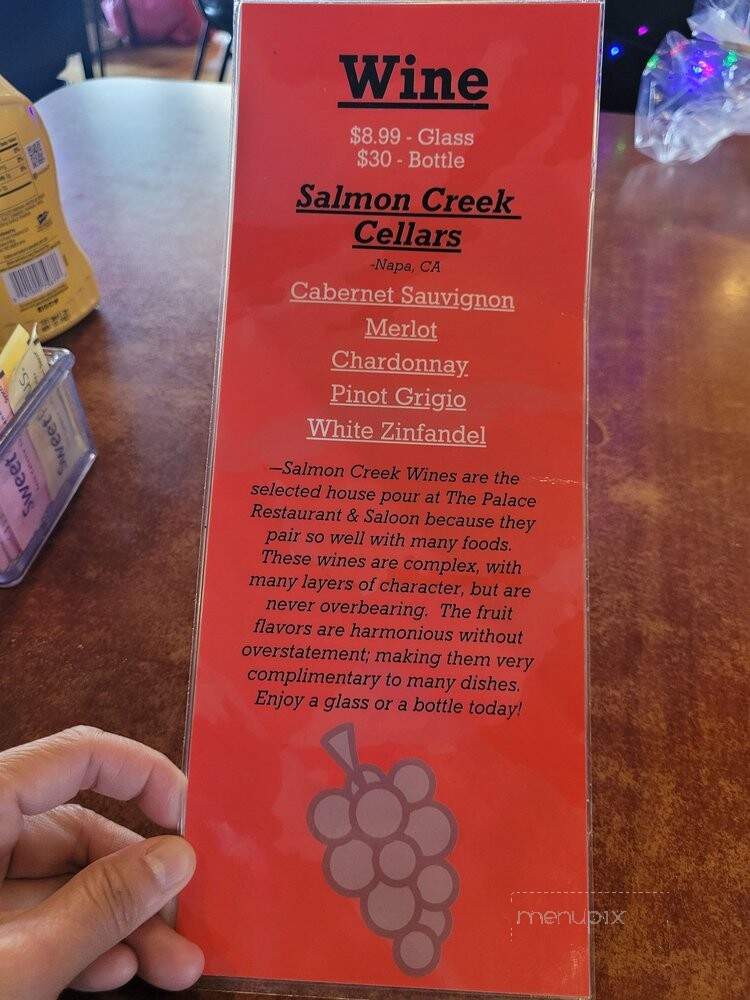 Wine
$8.99 - Glass
$30 - Bottle
Salmon Creek
Cellars
-Napa, CA
Cabernet Sauvignon
Merlot
Chardonnay
Pinot Grigio
White Zinfandel
—Salmon Creek Wines are the
selected house pour at The Palace
Restaurant & Saloon because they
pair so well with many foods.
These wines are complex, with
many layers of character, but are
never overbearing. The fruit
flavors are harmonious without
overstatement; making them very
complimentary to many dishes.
Enjoy a glass or a bottle today!
Sweet
menupix